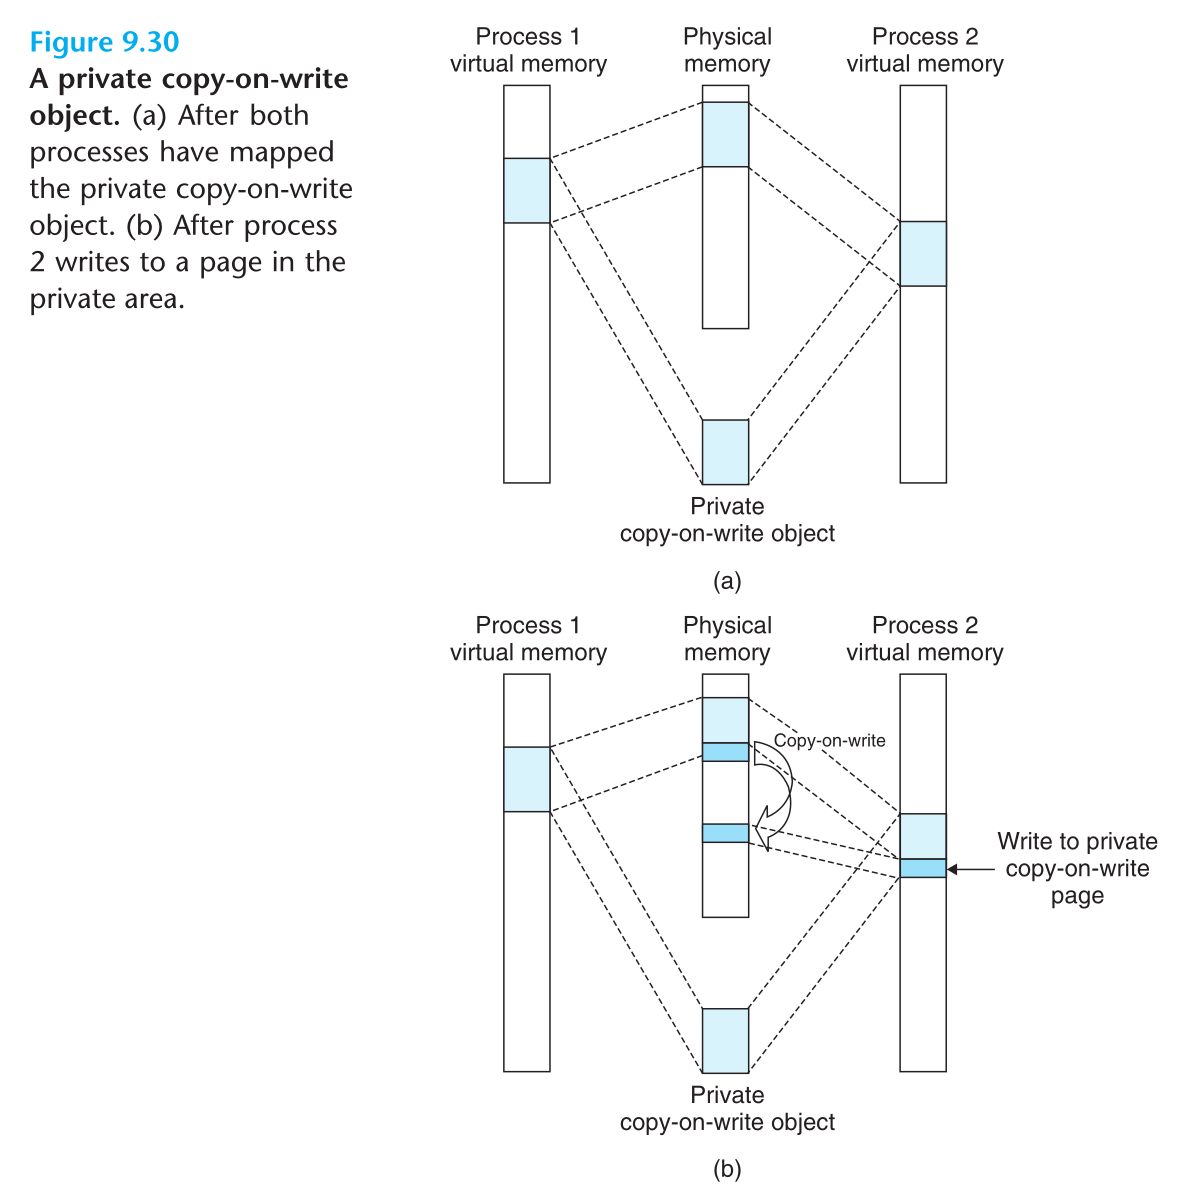 Figure 9.30
A private copy-on-write
object. (a) After both
processes have mapped
the private copy-on-write
object. (b) After process
2 writes to a page in the
private area.
Process 1
virtual memory
Physical
memory
Process 2
virtual memory
Private
copy-on-write object
(a)
Process 1
virtual memory
Physical
memory
Process 2
virtual memory
Copy-on-write
Write to private
copy-on-write
page
Private
copy-on-write object
(b)